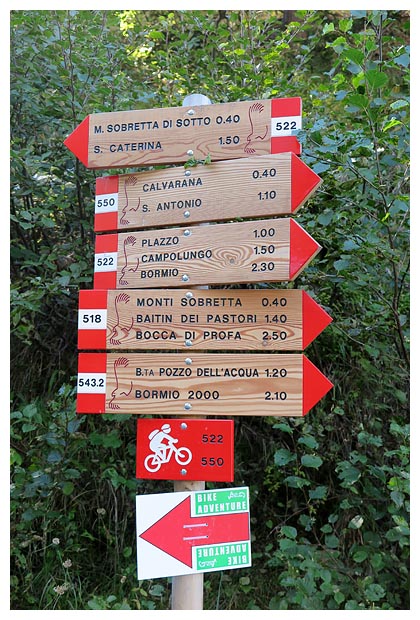 M. SOBRETTA DI SOTTO 0.40
S. CATERINA 1.50
522
550
CALVARANA 0.40
S. ANTONIO 1.10
522
PLAZZO 1.00
CAMPOLUNGO 1.50
BORMIO 2.30
518
MONTI SOBRETTA 0.40
BAITIN DEI PASTORI 1.40
BOCCA DI PROFA 2.50
543.2
B.TA POZZO DELL'ACQUA 1.20
BORMIO 2000 2.10
522
550
BIKE
ADVENTURE
ADVENTURE
BIKE